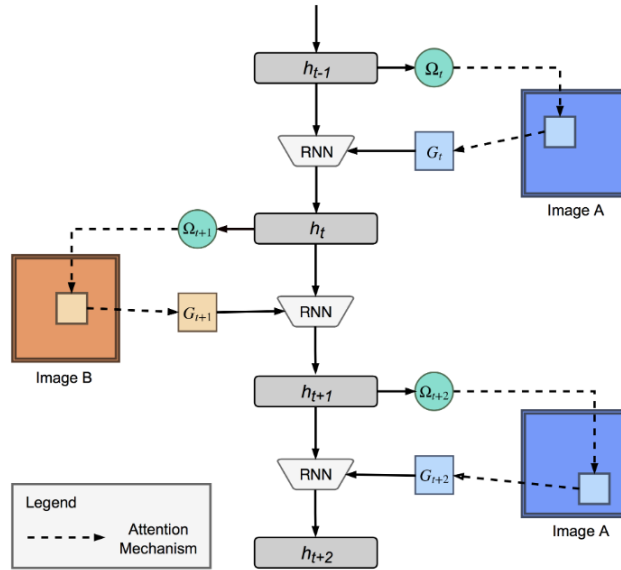 h_{t-1}
Ω_t
RNN
G_t
Image A
Ω_{t+1}
h_t
G_{t+1}
RNN
Image B
h_{t+1}
Ω_{t+2}
RNN
G_{t+2}
Image A
Legend
Attention
Mechanism
h_{t+2}